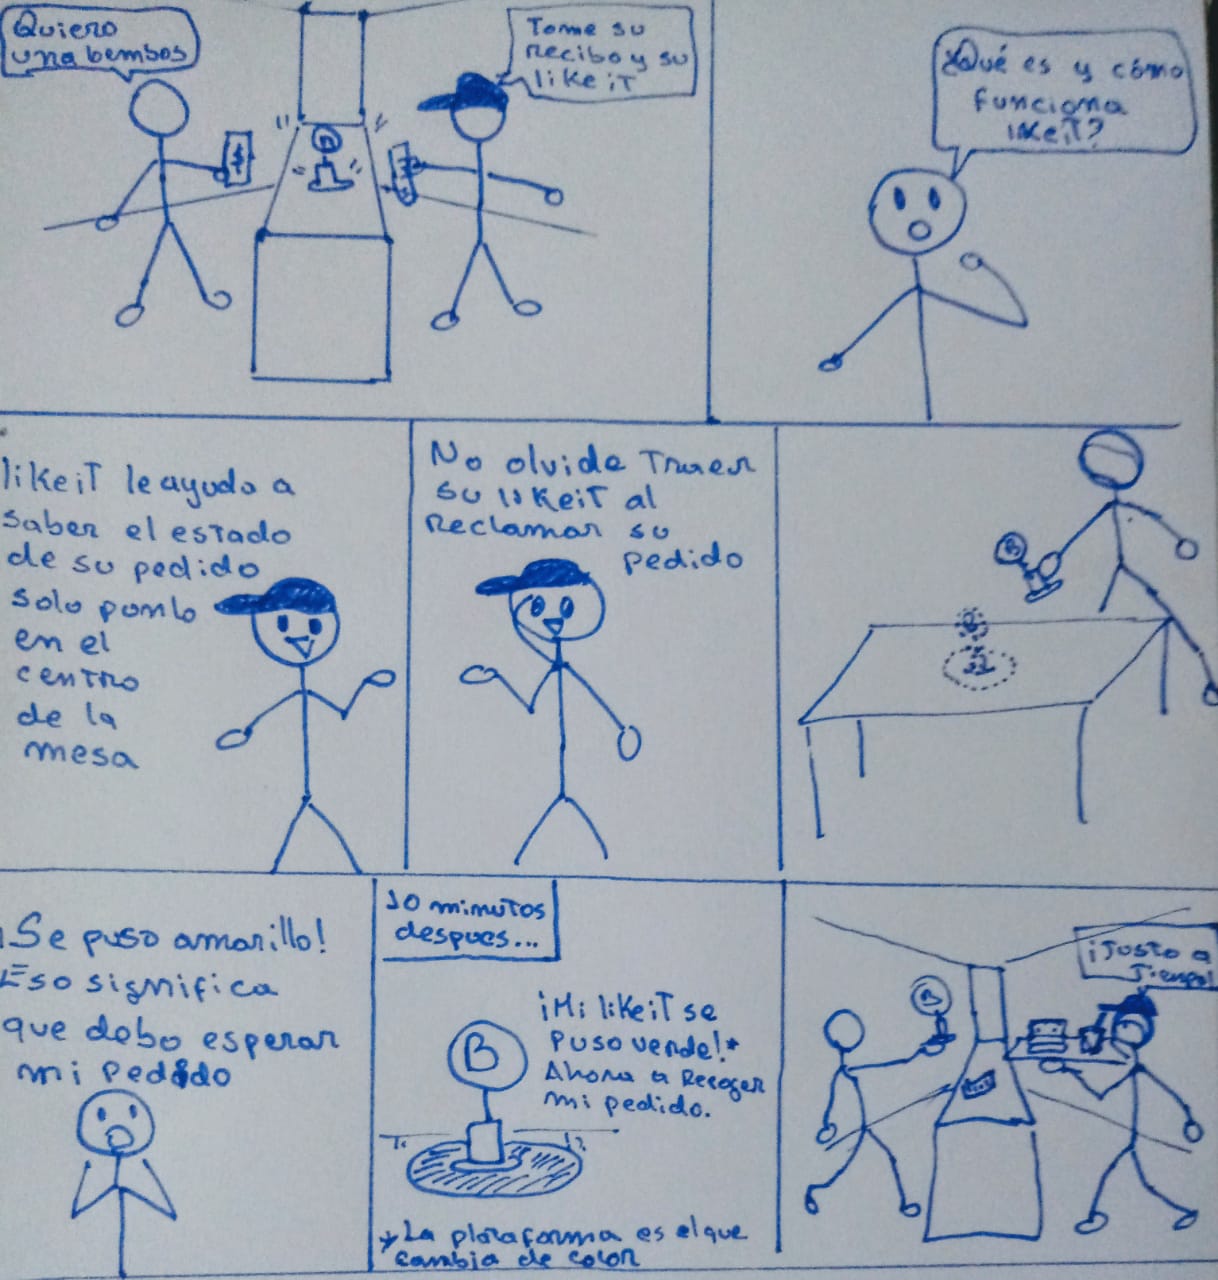 Quiero
una bembos
Tome su
recibo y su
likeiT
¿Qué es y cómo
funciona
likeiT?
likeiT le ayuda a
saber el estado
de su pedido
solo ponlo
en el
centro
de la
mesa
No olvide Traer
su likeiT al
Reclamar su
pedido
B
¡Se puso amarillo!
Eso significa
que debo esperar
mi pedido
10 minutos
despues...
¡Mi likeiT se
Puso verde!*
Ahora a Recoger
mi pedido.
B
* La plataforma es el que
cambia de color
¡Justo a
Tiempo!
B